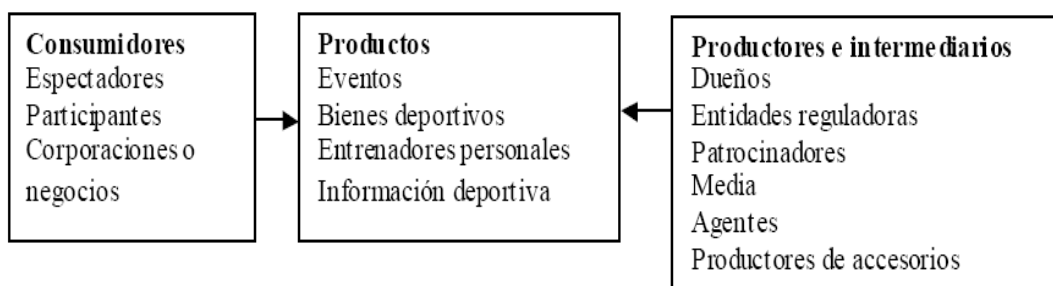 Consumidores
Espectadores
Participantes
Corporaciones o
negocios
Productos
Eventos
Bienes deportivos
Entrenadores personales
Información deportiva
Productores e intermediarios
Dueños
Entidades reguladoras
Patrocinadores
Media
Agentes
Productores de accesorios